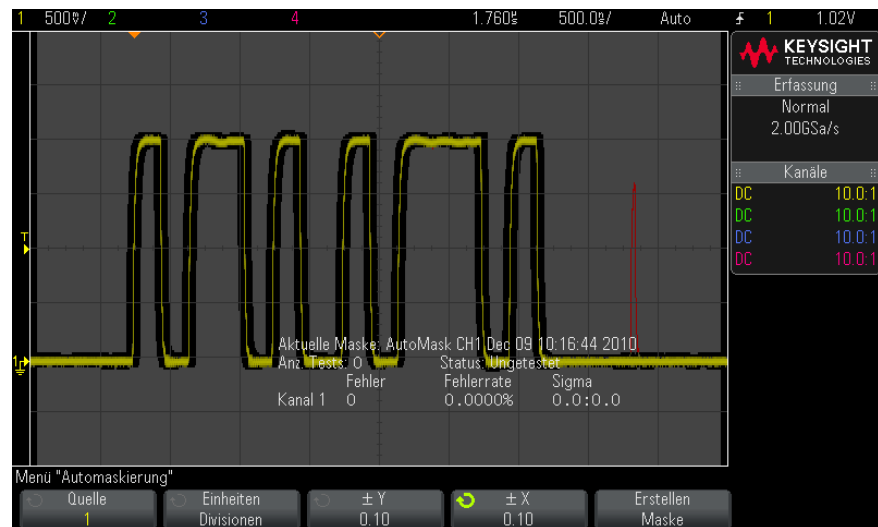 1 500V/ 2 3 4 1.760s 500.0s/ Auto 1 1.02V
KEYSIGHT
TECHNOLOGIES
Erfassung
Normal
2.00GSa/s
Kanäle
DC 10.0:1
DC 10.0:1
DC 10.0:1
DC 10.0:1
T
1
Aktuelle Maske: AutoMask CH1 Dec 09 10:16:44 2010
Anz. Tests: 0 Status: Ungetestet
Fehler Fehlerrate Sigma
Kanal 1 0 0.0000% 0.0:0.0
Menü "Automaskierung"
Quelle Einheiten ± Y ± X Erstellen
1 Divisionen 0.10 0.10 Maske